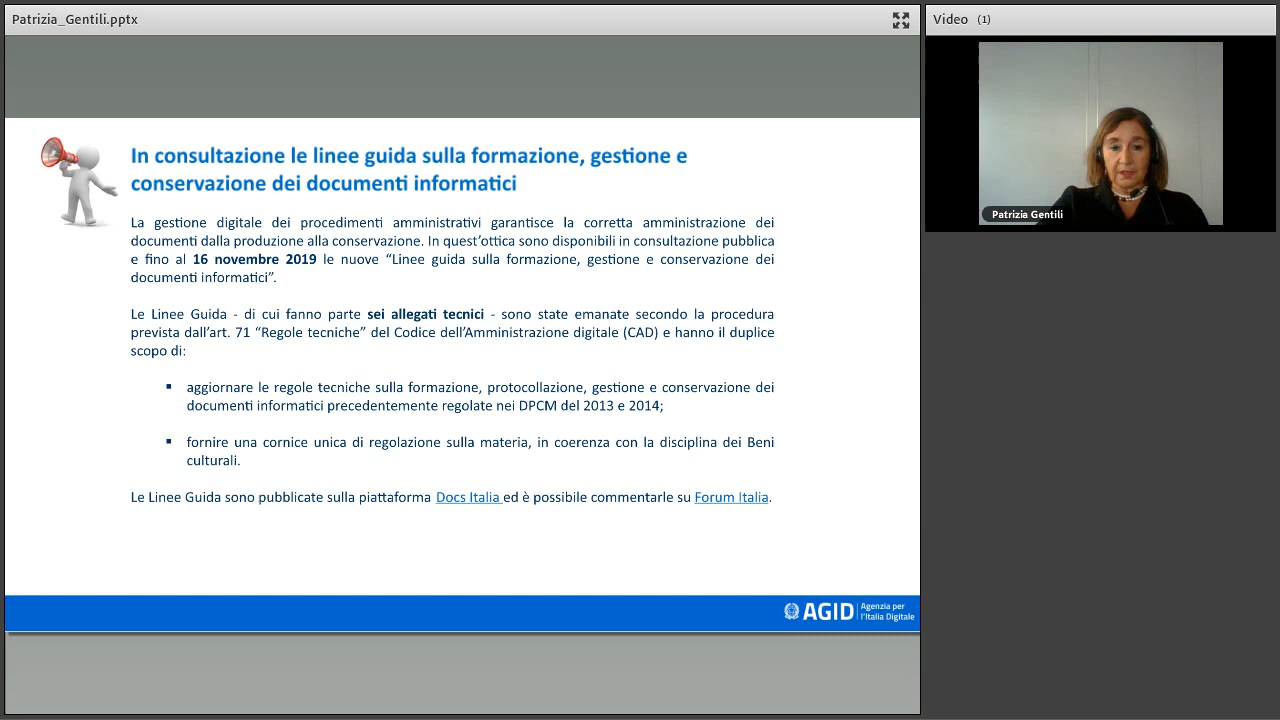 Patrizia_Gentili.pptx
Video (1)
Patrizia Gentili
In consultazione le linee guida sulla formazione, gestione e
conservazione dei documenti informatici
La gestione digitale dei procedimenti amministrativi garantisce la corretta amministrazione dei
documenti dalla produzione alla conservazione. In quest'ottica sono disponibili in consultazione pubblica
e fino al 16 novembre 2019 le nuove “Linee guida sulla formazione, gestione e conservazione dei
documenti informatici”.
Le Linee Guida - di cui fanno parte sei allegati tecnici - sono state emanate secondo la procedura
prevista dall'art. 71 “Regole tecniche” del Codice dell'Amministrazione digitale (CAD) e hanno il duplice
scopo di:
▪ aggiornare le regole tecniche sulla formazione, protocollazione, gestione e conservazione dei
documenti informatici precedentemente regolate nei DPCM del 2013 e 2014;
▪ fornire una cornice unica di regolazione sulla materia, in coerenza con la disciplina dei Beni
culturali.
Le Linee Guida sono pubblicate sulla piattaforma Docs Italia ed è possibile commentarle su Forum Italia.
AGID Agenzia per
l'Italia Digitale